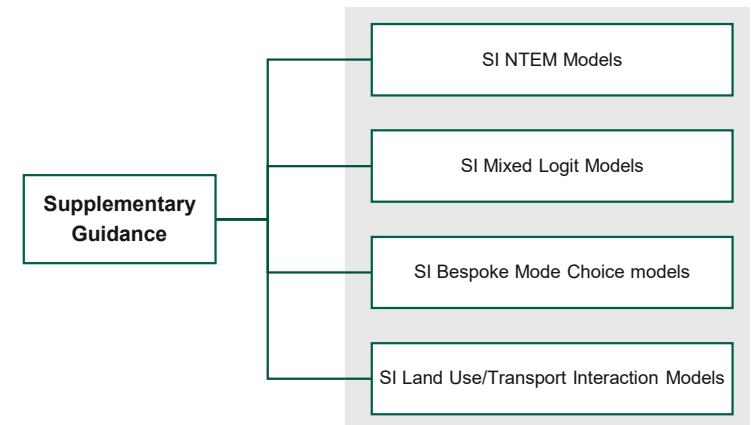 SI NTEM Models
SI Mixed Logit Models
Supplementary
Guidance
SI Bespoke Mode Choice models
SI Land Use/Transport Interaction Models